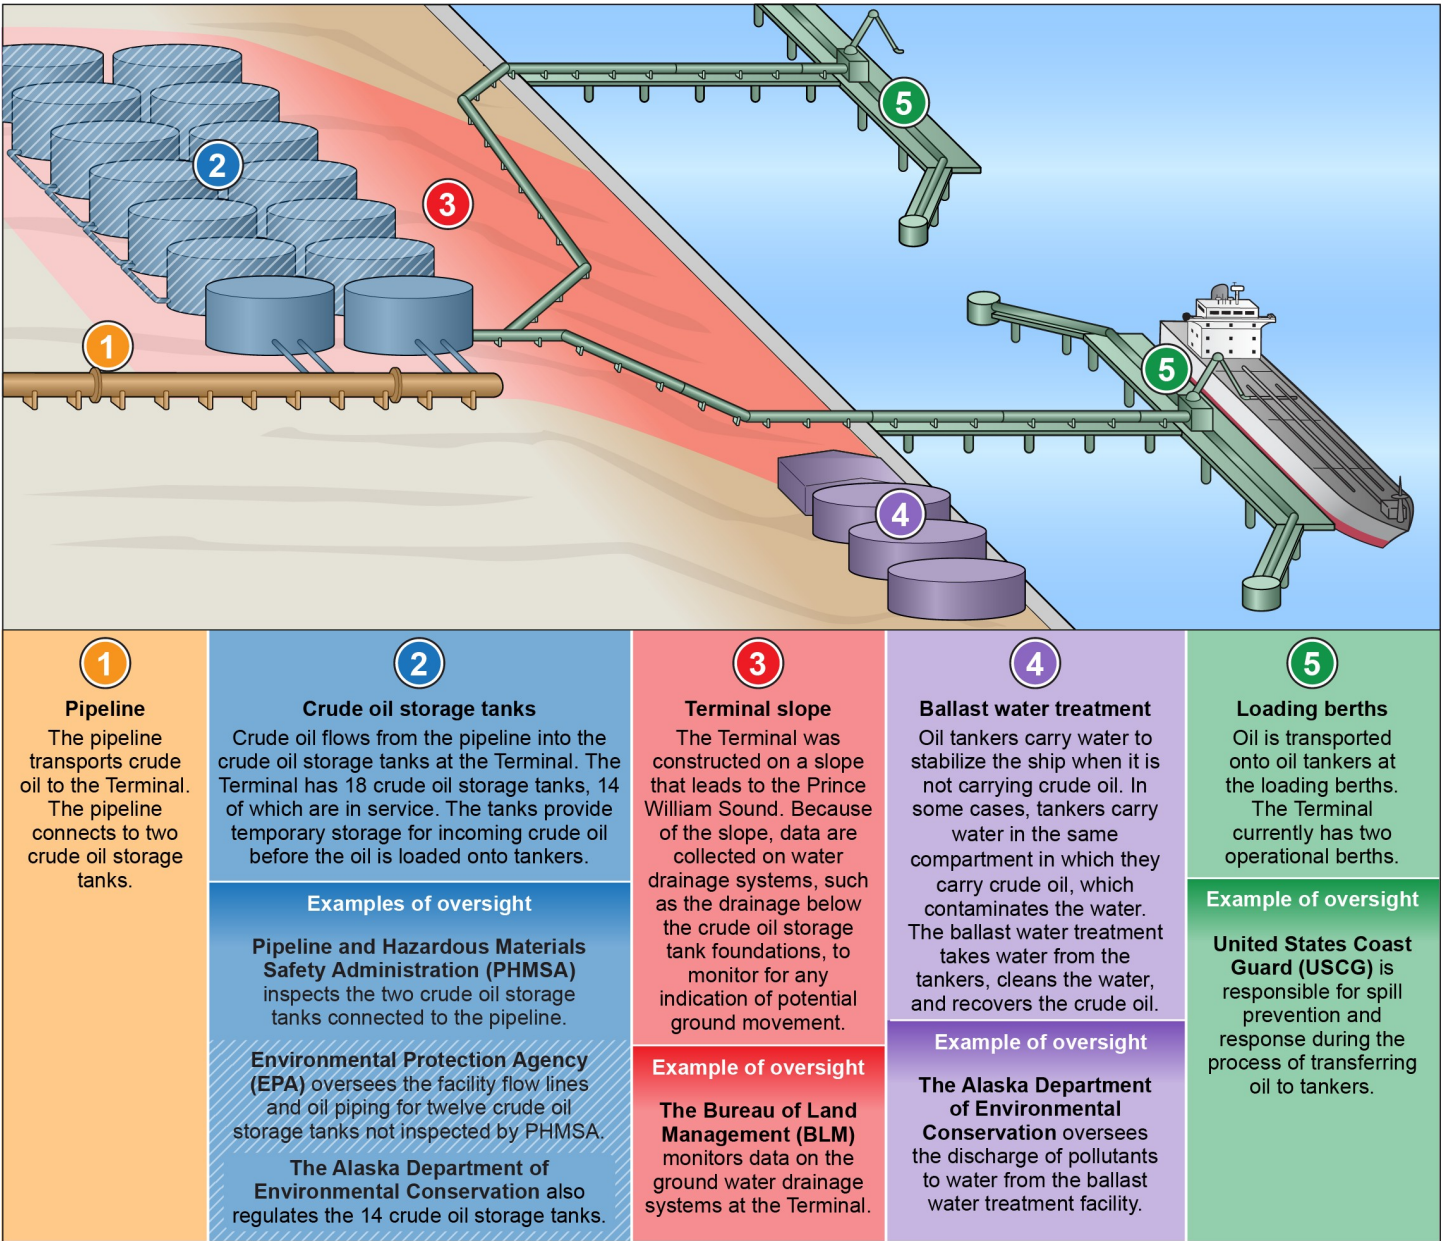 5
2
3
1
5
4
1
Pipeline
The pipeline
transports crude
oil to the Terminal.
The pipeline
connects to two
crude oil storage
tanks.
2
Crude oil storage tanks
Crude oil flows from the pipeline into the
crude oil storage tanks at the Terminal. The
Terminal has 18 crude oil storage tanks, 14
of which are in service. The tanks provide
temporary storage for incoming crude oil
before the oil is loaded onto tankers.
Examples of oversight
Pipeline and Hazardous Materials
Safety Administration (PHMSA)
inspects the two crude oil storage
tanks connected to the pipeline.
Environmental Protection Agency
(EPA) oversees the facility flow lines
and oil piping for twelve crude oil
storage tanks not inspected by PHMSA.
The Alaska Department of
Environmental Conservation also
regulates the 14 crude oil storage tanks.
3
Terminal slope
The Terminal was
constructed on a slope
that leads to the Prince
William Sound. Because
of the slope, data are
collected on water
drainage systems, such
as the drainage below
the crude oil storage
tank foundations, to
monitor for any
indication of potential
ground movement.
Example of oversight
The Bureau of Land
Management (BLM)
monitors data on the
ground water drainage
systems at the Terminal.
4
Ballast water treatment
Oil tankers carry water to
stabilize the ship when it is
not carrying crude oil. In
some cases, tankers carry
water in the same
compartment in which they
carry crude oil, which
contaminates the water.
The ballast water treatment
takes water from the
tankers, cleans the water,
and recovers the crude oil.
Example of oversight
The Alaska Department
of Environmental
Conservation oversees
the discharge of pollutants
to water from the ballast
water treatment facility.
5
Loading berths
Oil is transported
onto oil tankers at
the loading berths.
The Terminal
currently has two
operational berths.
Example of oversight
United States Coast
Guard (USCG) is
responsible for spill
prevention and
response during the
process of transferring
oil to tankers.